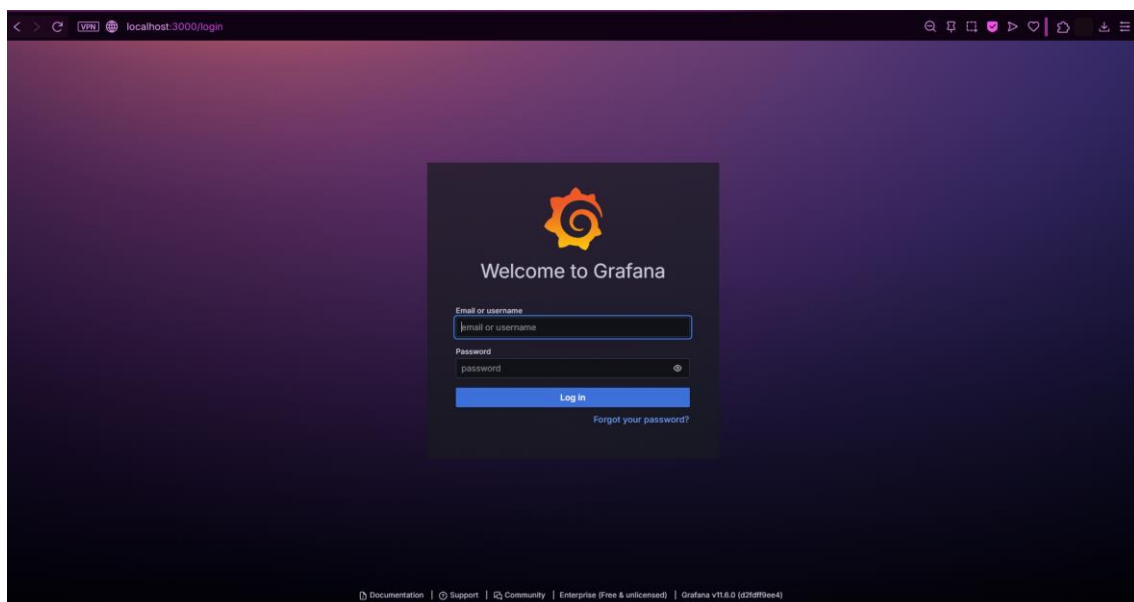 VPN localhost:3000/login
Welcome to Grafana
Email or username
email or username
Password
password
Log in
Forgot your password?
Documentation | Support | Community | Enterprise (Free & unlicensed) | Grafana v11.6.0 (d2fdff9ee4)